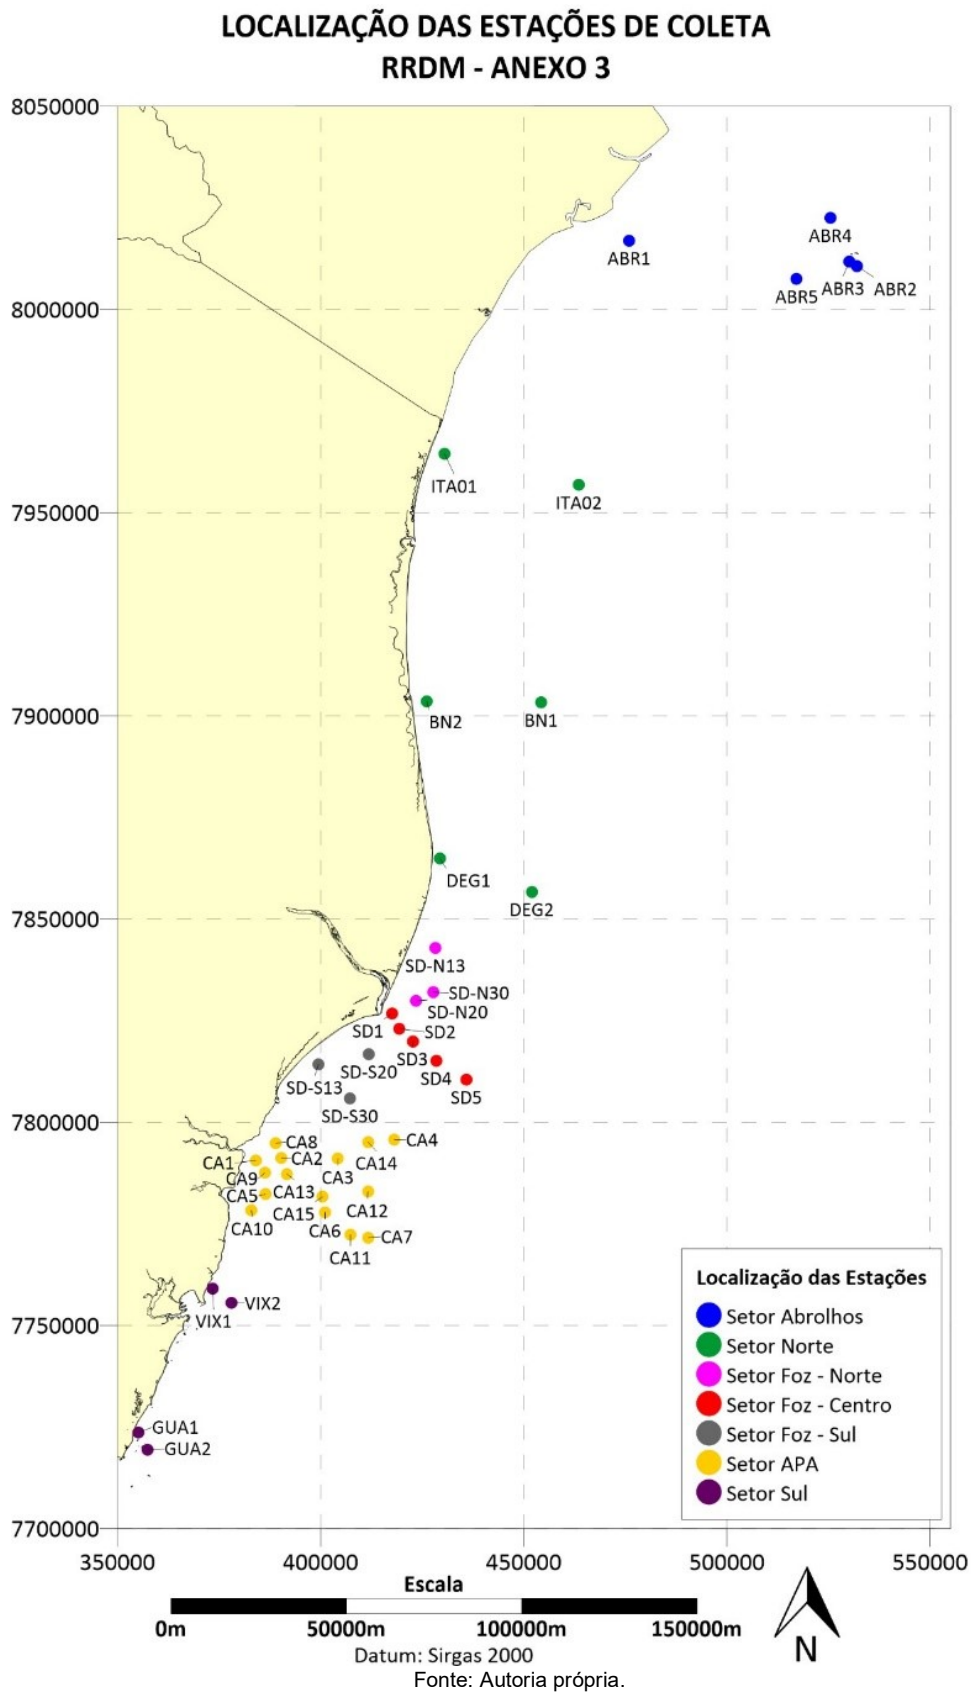 LOCALIZAÇÃO DAS ESTAÇÕES DE COLETA
RRDM - ANEXO 3
8050000
ABR4
ABR1
ABR5
ABR3
ABR2
8000000
ITA01
ITA02
7950000
7900000
BN2
BN1
DEG1
DEG2
7850000
SD-N13
SD-N30
SD-N20
SD1
SD2
SD3
SD-S20
SD4
SD-S13
SD5
SD-S30
7800000
CA8
CA4
CA2
CA1
CA14
CA9
CA3
CA5
CA13
CA12
CA15
CA10
CA6
CA7
CA11
VIX2
VIX1
7750000
GUA1
GUA2
Localização das Estações
Setor Abrolhos
Setor Norte
Setor Foz - Norte
Setor Foz - Centro
Setor Foz - Sul
Setor APA
Setor Sul
7700000
350000 400000 450000 500000 550000
Escala
0m 50000m 100000m 150000m
N
Datum: Sirgas 2000
Fonte: Autoria própria.